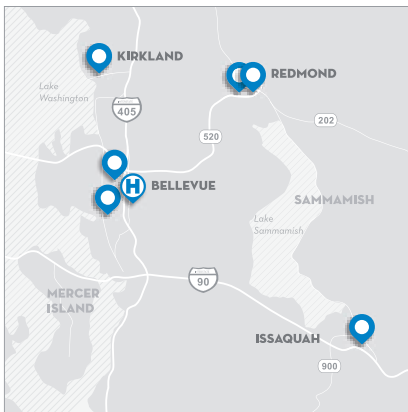 KIRKLAND
REDMOND
Lake
Washington
405
202
520
H
BELLEVUE
SAMMAMISH
Lake
Sammamish
90
MERCER
ISLAND
ISSAQUAH
900